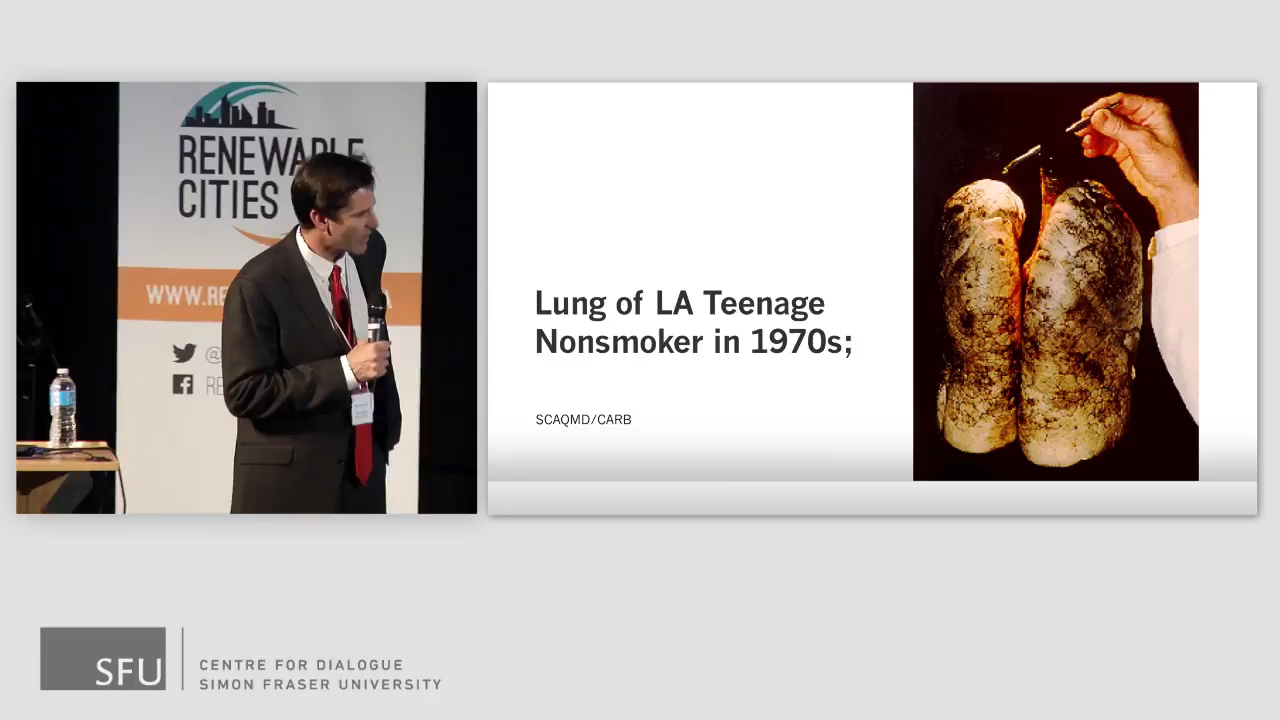 RENEWABLE
CITIES
WWW.RE
@
RE
Lung of LA Teenage
Nonsmoker in 1970s;
SCAQMD/CARB
SFU
CENTRE FOR DIALOGUE
SIMON FRASER UNIVERSITY